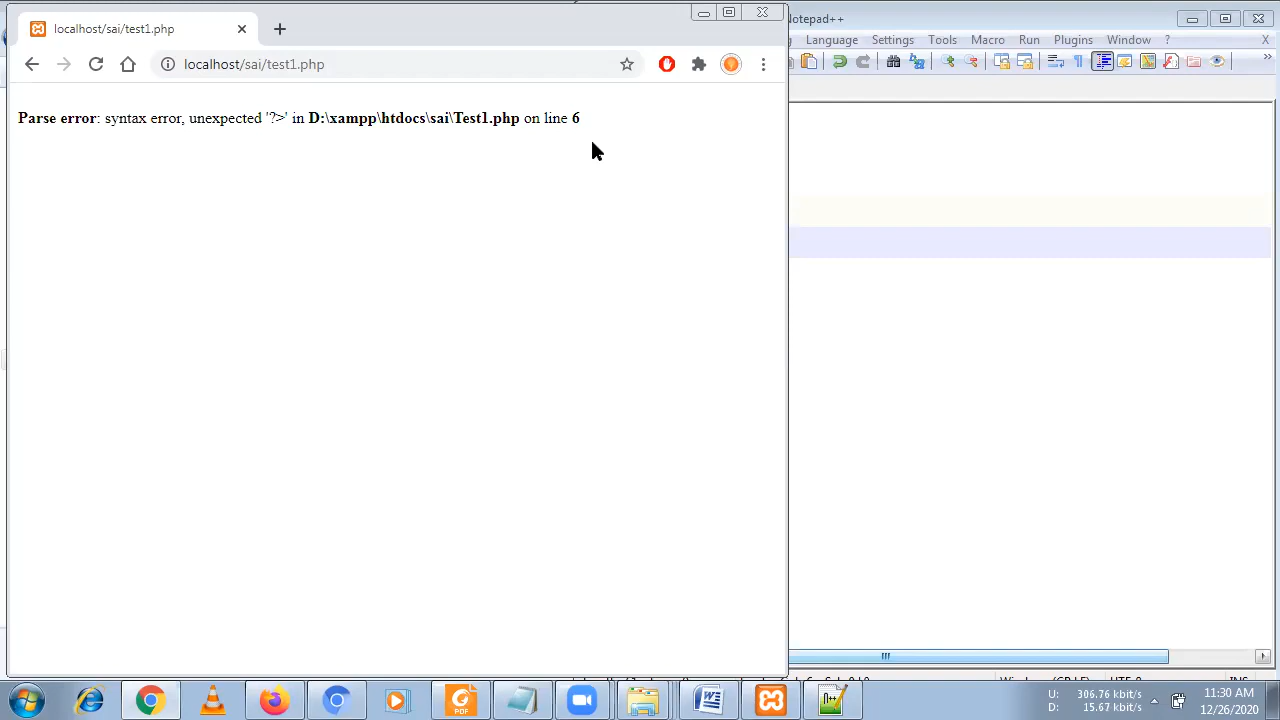 localhost/sai/test1.php
Notepad++
Language Settings Tools Macro Run Plugins Window ? X
localhost/sai/test1.php
Parse error: syntax error, unexpected '?>' in D:\xampp\htdocs\sai\Test1.php on line 6
PDF
U: 306.76 kbit/s
D: 15.67 kbit/s
11:30 AM
12/26/2020